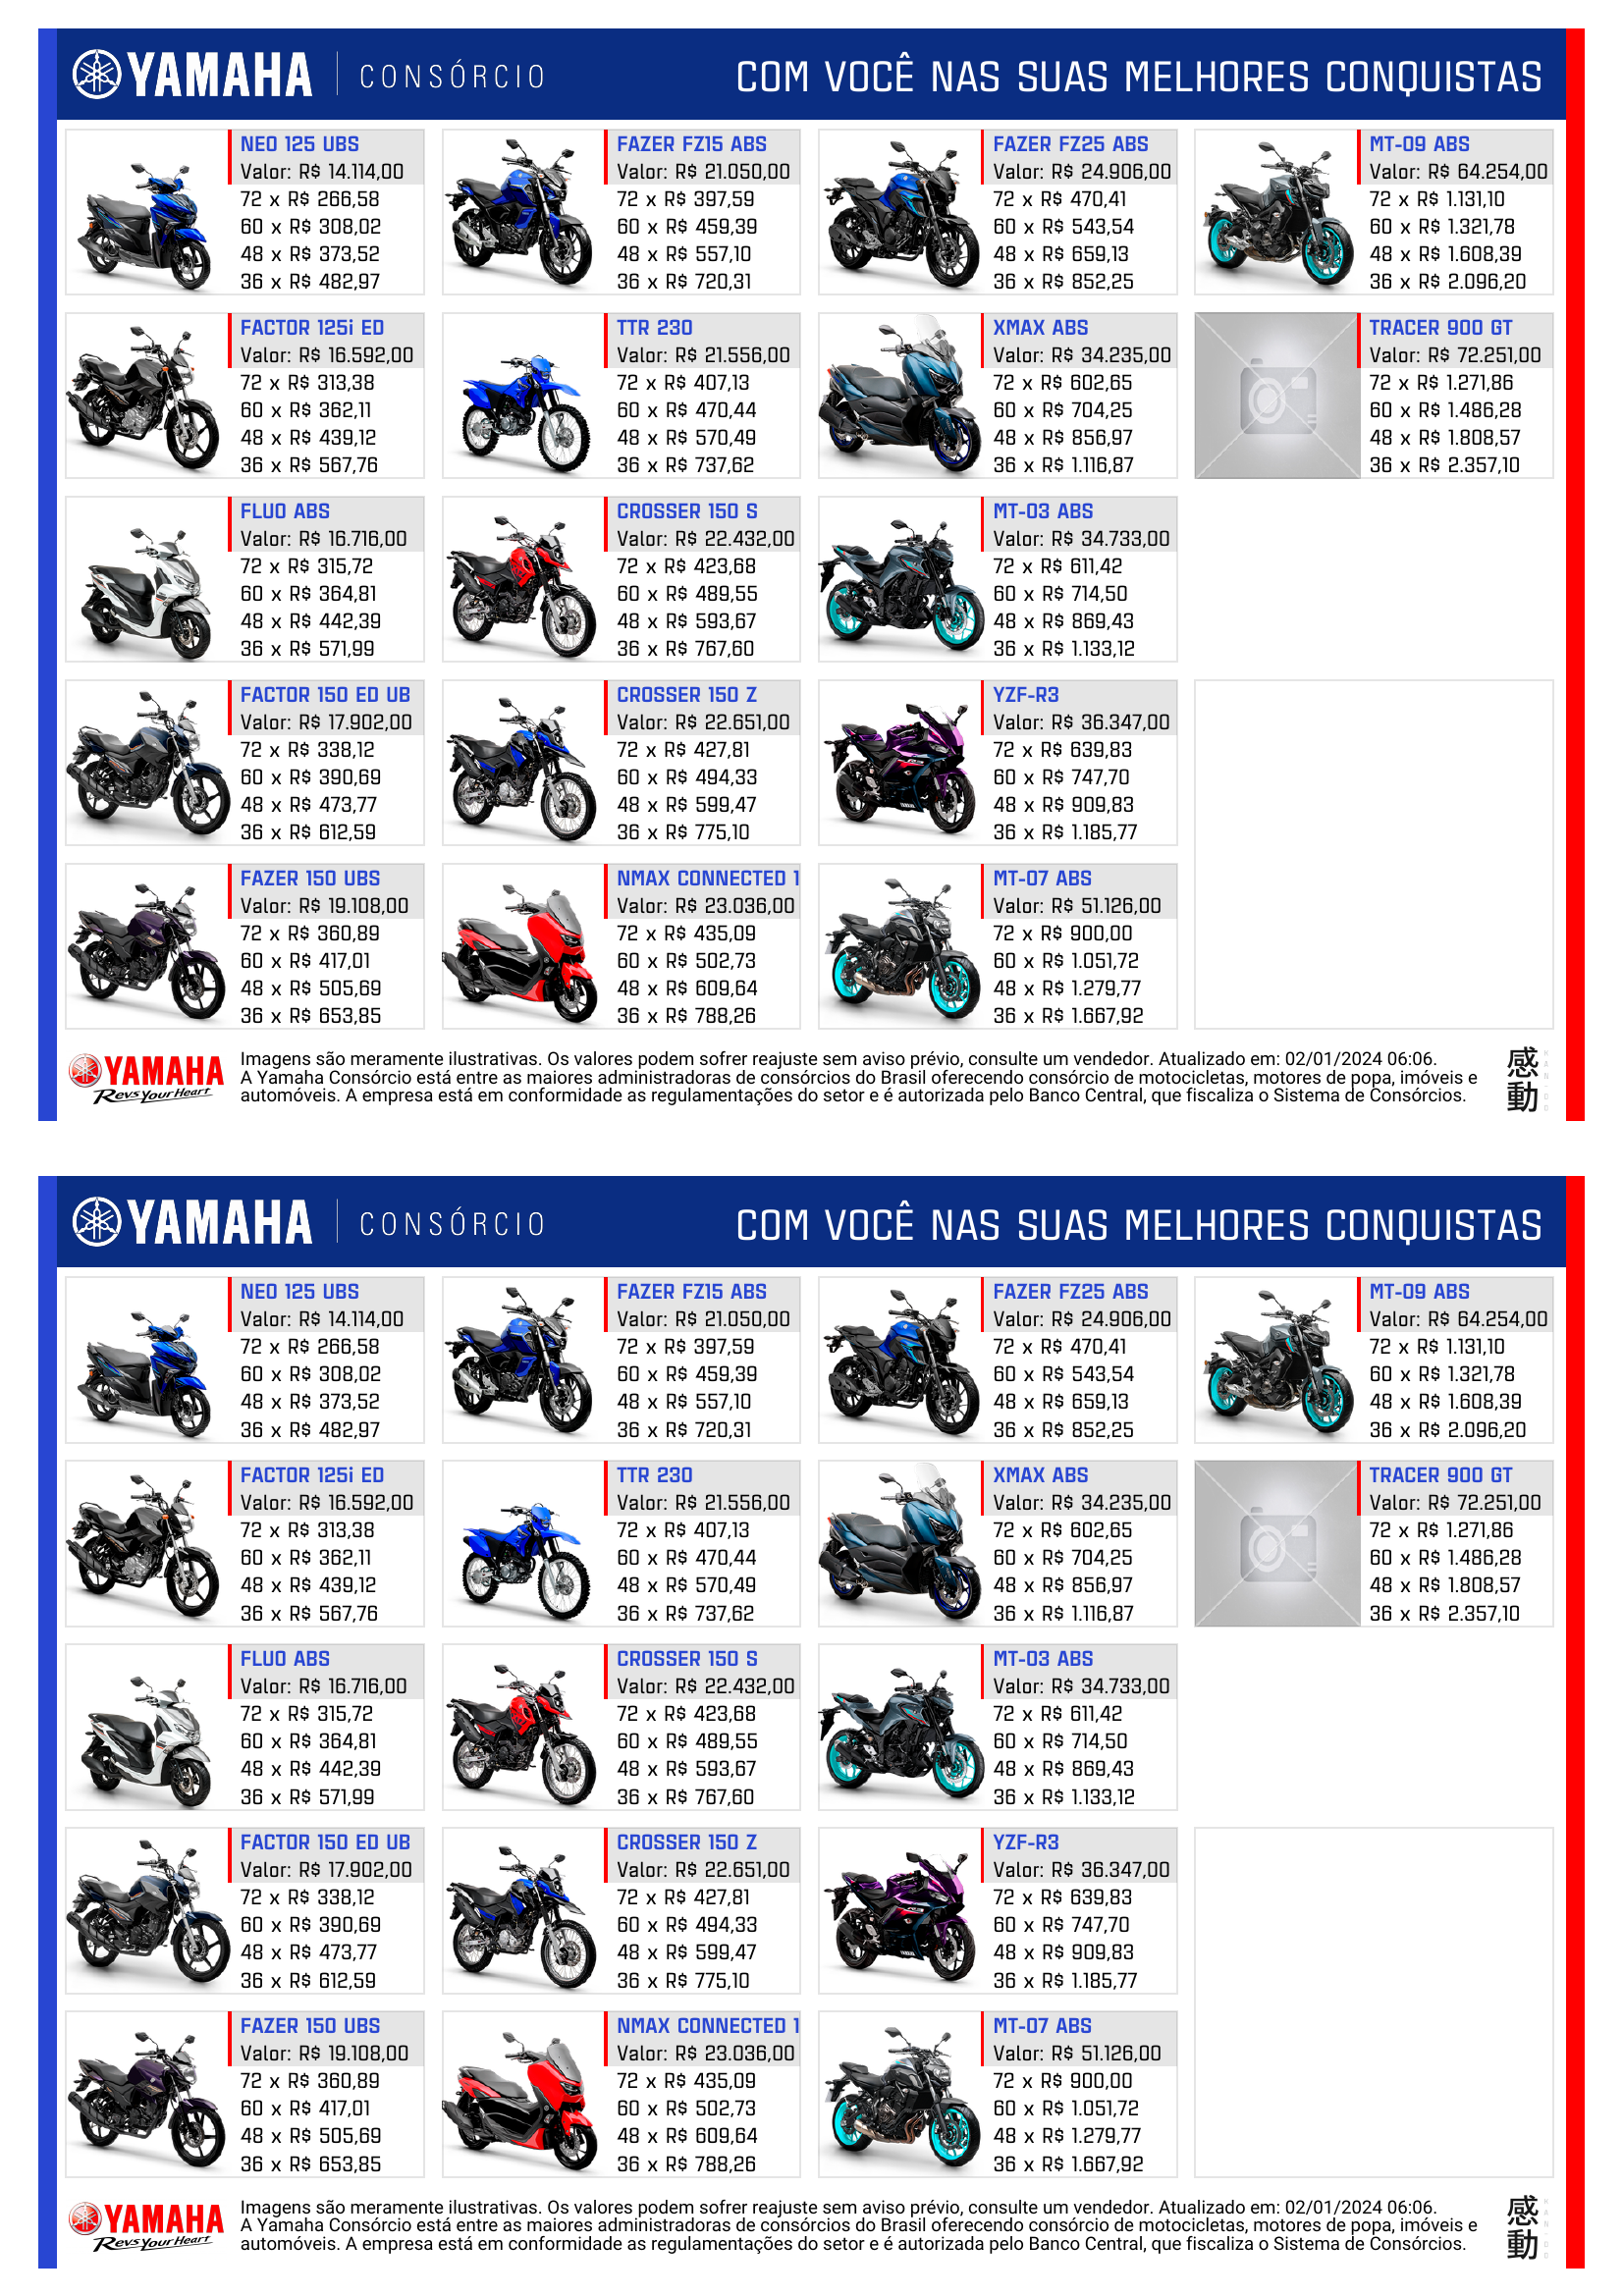 YAMAHA CONSÓRCIO
COM VOCÊ NAS SUAS MELHORES CONQUISTAS
NEO 125 UBS
Valor: R$ 14.114,00
72 x R$ 266,58
60 x R$ 308,02
48 x R$ 373,52
36 x R$ 482,97
FAZER FZ15 ABS
Valor: R$ 21.050,00
72 x R$ 397,59
60 x R$ 459,39
48 x R$ 557,10
36 x R$ 720,31
FAZER FZ25 ABS
Valor: R$ 24.906,00
72 x R$ 470,41
60 x R$ 543,54
48 x R$ 659,13
36 x R$ 852,25
MT-09 ABS
Valor: R$ 64.254,00
72 x R$ 1.131,10
60 x R$ 1.321,78
48 x R$ 1.608,39
36 x R$ 2.096,20
FACTOR 125i ED
Valor: R$ 16.592,00
72 x R$ 313,38
60 x R$ 362,11
48 x R$ 439,12
36 x R$ 567,76
TTR 230
Valor: R$ 21.556,00
72 x R$ 407,13
60 x R$ 470,44
48 x R$ 570,49
36 x R$ 737,62
XMAX ABS
Valor: R$ 34.235,00
72 x R$ 602,65
60 x R$ 704,25
48 x R$ 856,97
36 x R$ 1.116,87
TRACER 900 GT
Valor: R$ 72.251,00
72 x R$ 1.271,86
60 x R$ 1.486,28
48 x R$ 1.808,57
36 x R$ 2.357,10
FLUO ABS
Valor: R$ 16.716,00
72 x R$ 315,72
60 x R$ 364,81
48 x R$ 442,39
36 x R$ 571,99
CROSSER 150 S
Valor: R$ 22.432,00
72 x R$ 423,68
60 x R$ 489,55
48 x R$ 593,67
36 x R$ 767,60
MT-03 ABS
Valor: R$ 34.733,00
72 x R$ 611,42
60 x R$ 714,50
48 x R$ 869,43
36 x R$ 1.133,12
FACTOR 150 ED UB
Valor: R$ 17.902,00
72 x R$ 338,12
60 x R$ 390,69
48 x R$ 473,77
36 x R$ 612,59
CROSSER 150 Z
Valor: R$ 22.651,00
72 x R$ 427,81
60 x R$ 494,33
48 x R$ 599,47
36 x R$ 775,10
YZF-R3
Valor: R$ 36.347,00
72 x R$ 639,83
60 x R$ 747,70
48 x R$ 909,83
36 x R$ 1.185,77
FAZER 150 UBS
Valor: R$ 19.108,00
72 x R$ 360,89
60 x R$ 417,01
48 x R$ 505,69
36 x R$ 653,85
NMAX CONNECTED 1
Valor: R$ 23.036,00
72 x R$ 435,09
60 x R$ 502,73
48 x R$ 609,64
36 x R$ 788,26
MT-07 ABS
Valor: R$ 51.126,00
72 x R$ 900,00
60 x R$ 1.051,72
48 x R$ 1.279,77
36 x R$ 1.667,92
YAMAHA
Revs Your Heart
Imagens são meramente ilustrativas. Os valores podem sofrer reajuste sem aviso prévio, consulte um vendedor. Atualizado em: 02/01/2024 06:06.
A Yamaha Consórcio está entre as maiores administradoras de consórcios do Brasil oferecendo consórcio de motocicletas, motores de popa, imóveis e
automóveis. A empresa está em conformidade as regulamentações do setor e é autorizada pelo Banco Central, que fiscaliza o Sistema de Consórcios.
感動
YAMAHA CONSÓRCIO
COM VOCÊ NAS SUAS MELHORES CONQUISTAS
NEO 125 UBS
Valor: R$ 14.114,00
72 x R$ 266,58
60 x R$ 308,02
48 x R$ 373,52
36 x R$ 482,97
FAZER FZ15 ABS
Valor: R$ 21.050,00
72 x R$ 397,59
60 x R$ 459,39
48 x R$ 557,10
36 x R$ 720,31
FAZER FZ25 ABS
Valor: R$ 24.906,00
72 x R$ 470,41
60 x R$ 543,54
48 x R$ 659,13
36 x R$ 852,25
MT-09 ABS
Valor: R$ 64.254,00
72 x R$ 1.131,10
60 x R$ 1.321,78
48 x R$ 1.608,39
36 x R$ 2.096,20
FACTOR 125i ED
Valor: R$ 16.592,00
72 x R$ 313,38
60 x R$ 362,11
48 x R$ 439,12
36 x R$ 567,76
TTR 230
Valor: R$ 21.556,00
72 x R$ 407,13
60 x R$ 470,44
48 x R$ 570,49
36 x R$ 737,62
XMAX ABS
Valor: R$ 34.235,00
72 x R$ 602,65
60 x R$ 704,25
48 x R$ 856,97
36 x R$ 1.116,87
TRACER 900 GT
Valor: R$ 72.251,00
72 x R$ 1.271,86
60 x R$ 1.486,28
48 x R$ 1.808,57
36 x R$ 2.357,10
FLUO ABS
Valor: R$ 16.716,00
72 x R$ 315,72
60 x R$ 364,81
48 x R$ 442,39
36 x R$ 571,99
CROSSER 150 S
Valor: R$ 22.432,00
72 x R$ 423,68
60 x R$ 489,55
48 x R$ 593,67
36 x R$ 767,60
MT-03 ABS
Valor: R$ 34.733,00
72 x R$ 611,42
60 x R$ 714,50
48 x R$ 869,43
36 x R$ 1.133,12
FACTOR 150 ED UB
Valor: R$ 17.902,00
72 x R$ 338,12
60 x R$ 390,69
48 x R$ 473,77
36 x R$ 612,59
CROSSER 150 Z
Valor: R$ 22.651,00
72 x R$ 427,81
60 x R$ 494,33
48 x R$ 599,47
36 x R$ 775,10
YZF-R3
Valor: R$ 36.347,00
72 x R$ 639,83
60 x R$ 747,70
48 x R$ 909,83
36 x R$ 1.185,77
FAZER 150 UBS
Valor: R$ 19.108,00
72 x R$ 360,89
60 x R$ 417,01
48 x R$ 505,69
36 x R$ 653,85
NMAX CONNECTED 1
Valor: R$ 23.036,00
72 x R$ 435,09
60 x R$ 502,73
48 x R$ 609,64
36 x R$ 788,26
MT-07 ABS
Valor: R$ 51.126,00
72 x R$ 900,00
60 x R$ 1.051,72
48 x R$ 1.279,77
36 x R$ 1.667,92
YAMAHA
Revs Your Heart
Imagens são meramente ilustrativas. Os valores podem sofrer reajuste sem aviso prévio, consulte um vendedor. Atualizado em: 02/01/2024 06:06.
A Yamaha Consórcio está entre as maiores administradoras de consórcios do Brasil oferecendo consórcio de motocicletas, motores de popa, imóveis e
automóveis. A empresa está em conformidade as regulamentações do setor e é autorizada pelo Banco Central, que fiscaliza o Sistema de Consórcios.
感動